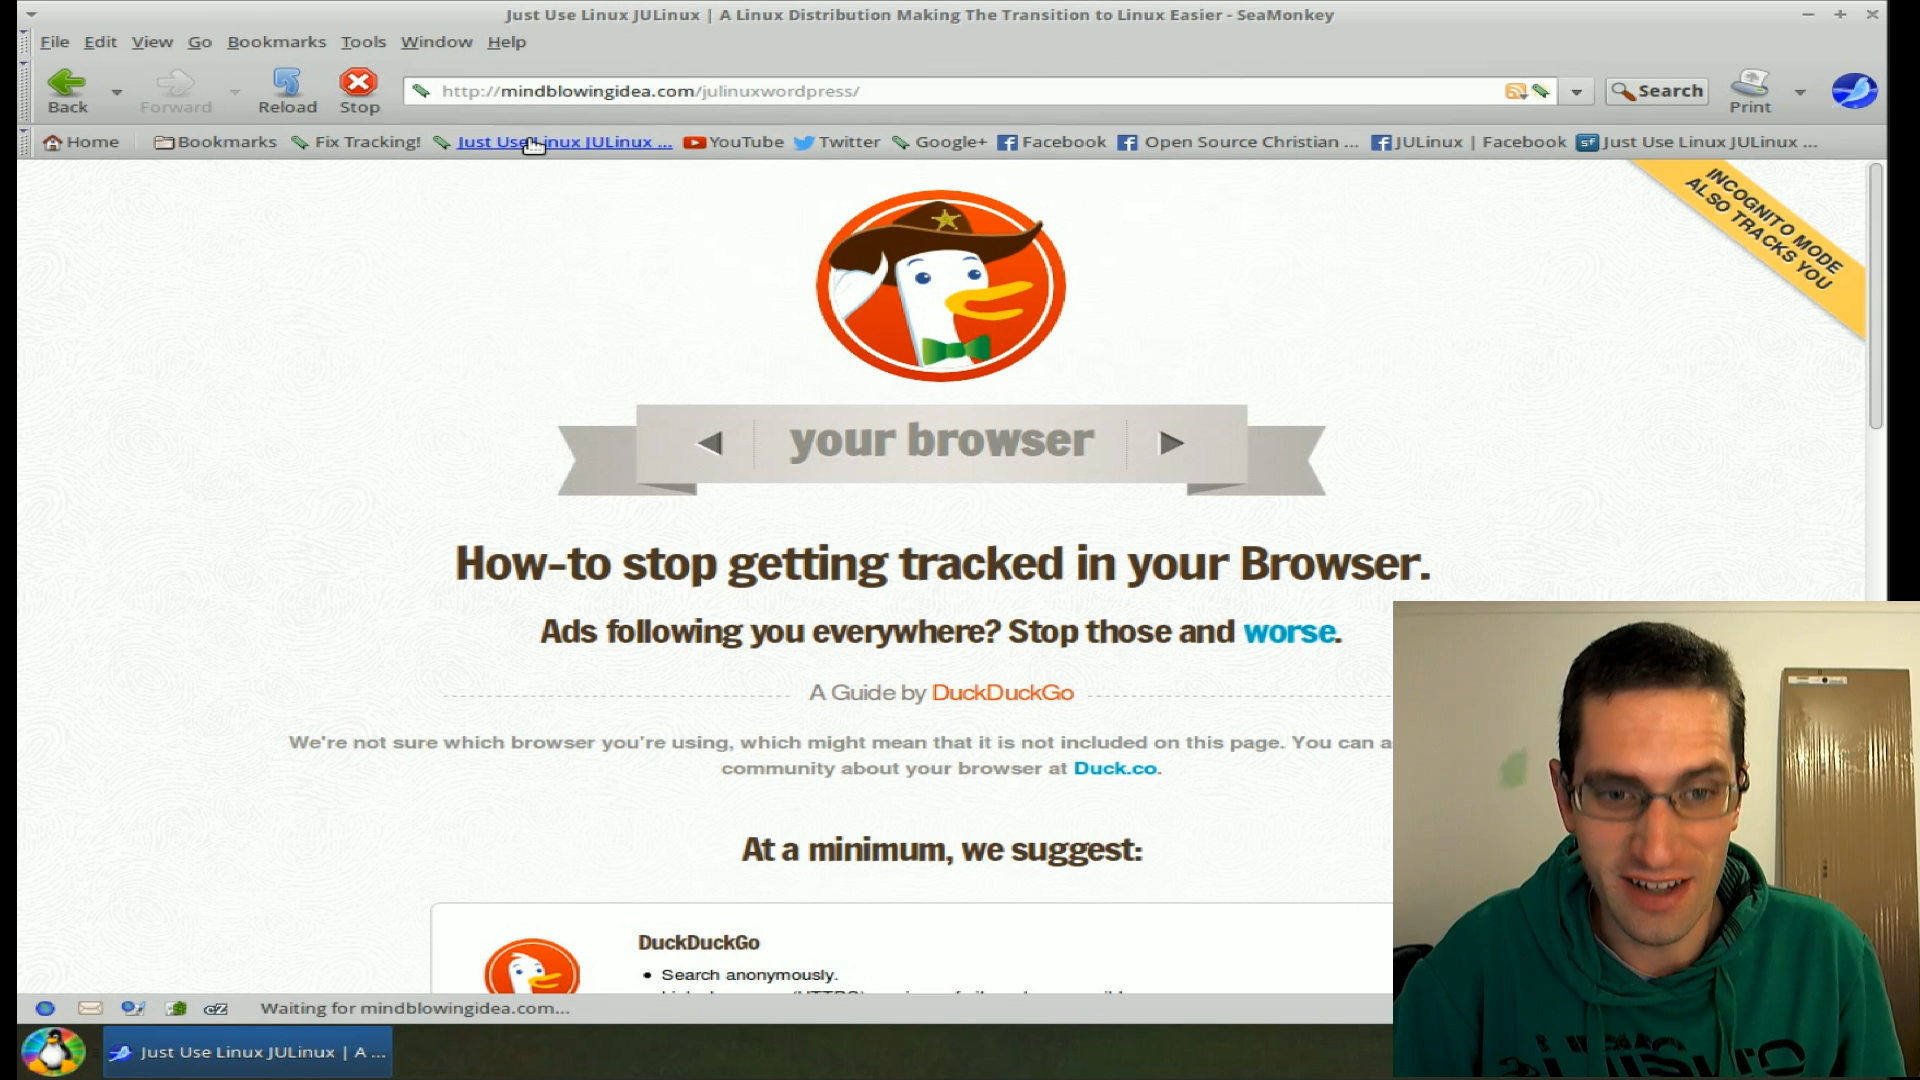 Just Use Linux JULinux | A Linux Distribution Making The Transition to Linux Easier - SeaMonkey
File Edit View Go Bookmarks Tools Window Help
Back Forward Reload Stop http://mindblowingidea.com/julinuxwordpress/ Search Print
Home Bookmarks Fix Tracking! Just Use Linux JULinux ... YouTube Twitter Google+ Facebook Open Source Christian ... JULinux | Facebook sf Just Use Linux JULinux ...
INCOGNITO MODE
ALSO TRACKS YOU
your browser
How-to stop getting tracked in your Browser.
Ads following you everywhere? Stop those and worse.
A Guide by DuckDuckGo
We're not sure which browser you're using, which might mean that it is not included on this page. You can a
community about your browser at Duck.co.
At a minimum, we suggest:
DuckDuckGo
• Search anonymously.
cZ Waiting for mindblowingidea.com...
Just Use Linux JULinux | A ...